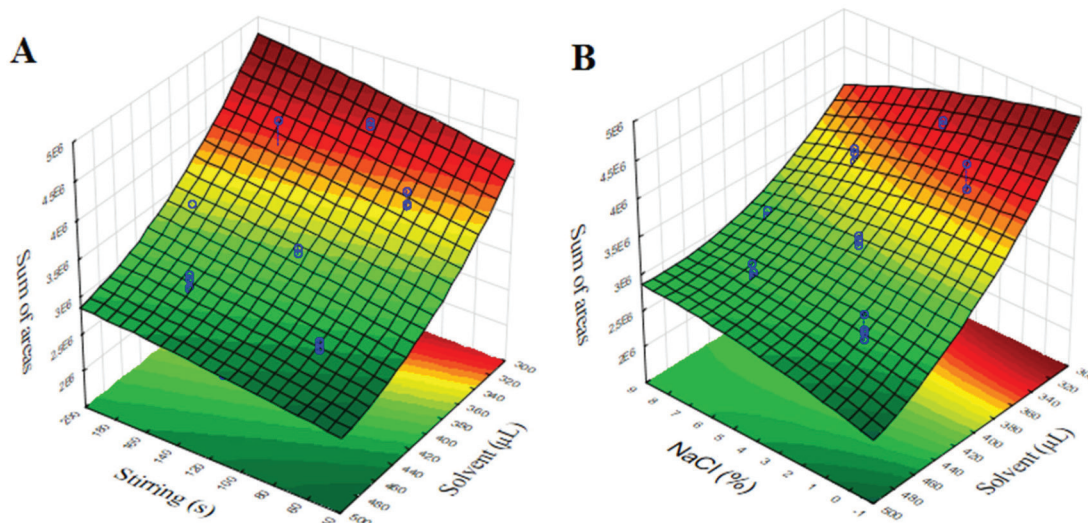 A
Sum of areas
5E6
4.5E6
4E6
3.5E6
3E6
2.5E6
2E6
200
180
160
140
120
100
80
Stirring (s)
300
320
340
360
380
400
420
440
460
480
500
Solvent (µL)
B
Sum of areas
5E6
4.5E6
4E6
3.5E6
3E6
2.5E6
2E6
9
8
7
6
5
4
3
2
1
0
-1
NaCl (%)
320
340
360
380
400
420
440
460
480
500
Solvent (µL)